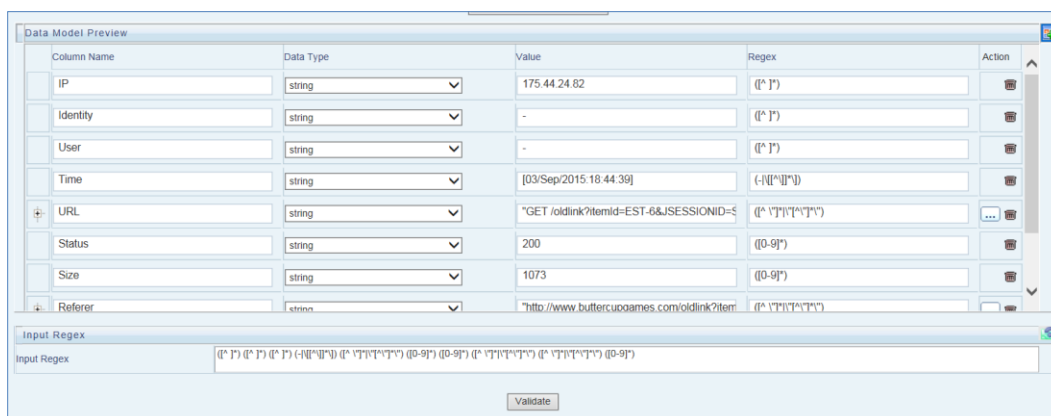 Data Model Preview
Column Name Data Type Value Regex Action
IP string 175.44.24.82 ([^ ]*)
Identity string - ([^ ]*)
User string - ([^ ]*)
Time string [03/Sep/2015:18:44:39] (-|\[[^\]]*\])
URL string "GET /oldlink?itemId=EST-6&JSESSIONID=S ([^ \"]*|\"[^\"]*\") ...
Status string 200 ([0-9]*)
Size string 1073 ([0-9]*)
Referer string "http://www.buttercupgames.com/oldlink?item ([^ \"]*|\"[^\"]*\")
Input Regex
Input Regex ([^ ]*) ([^ ]*) ([^ ]*) (-|\[[^\]]*\]) ([^ \"]*|\"[^\"]*\") ([0-9]*) ([0-9]*) ([^ \"]*|\"[^\"]*\") ([^ \"]*|\"[^\"]*\") ([0-9]*)
Validate